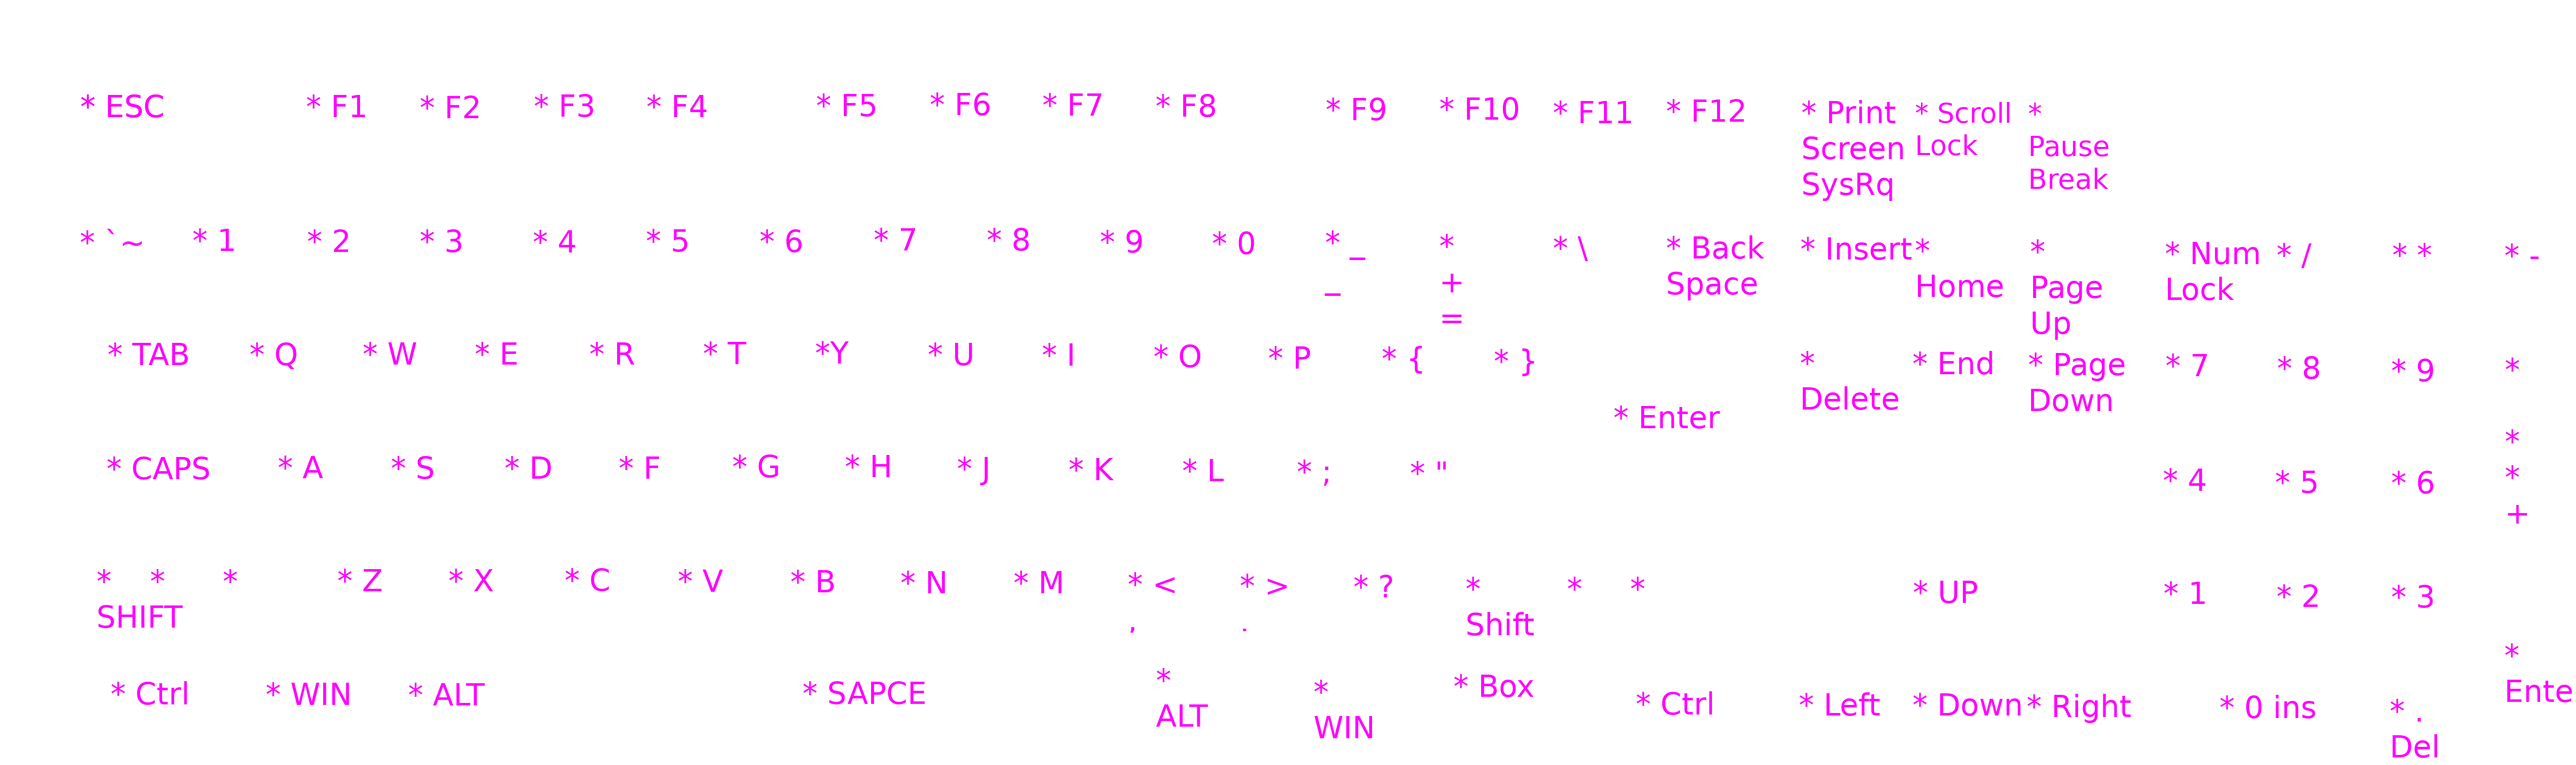 * ESC * F1 * F2 * F3 * F4 * F5 * F6 * F7 * F8 * F9 * F10 * F11 * F12 * Print * Scroll *
Screen Lock Pause
SysRq Break
* `~ * 1 * 2 * 3 * 4 * 5 * 6 * 7 * 8 * 9 * 0 * _ * * \ * Back * Insert * * * Num * / * * * -
_ + Space Home Page Lock
= Up
* TAB * Q * W * E * R * T *Y * U * I * O * P * { * } * * End * Page * 7 * 8 * 9 *
Delete Down
* Enter
*
* CAPS * A * S * D * F * G * H * J * K * L * ; * " * 4 * 5 * 6 *
+
* * * * Z * X * C * V * B * N * M * < * > * ? * * * * UP * 1 * 2 * 3
SHIFT , . Shift
*
* Ctrl * WIN * ALT * SAPCE * * * Box * Ctrl * Left * Down * Right * 0 ins * . Ente
ALT WIN Del